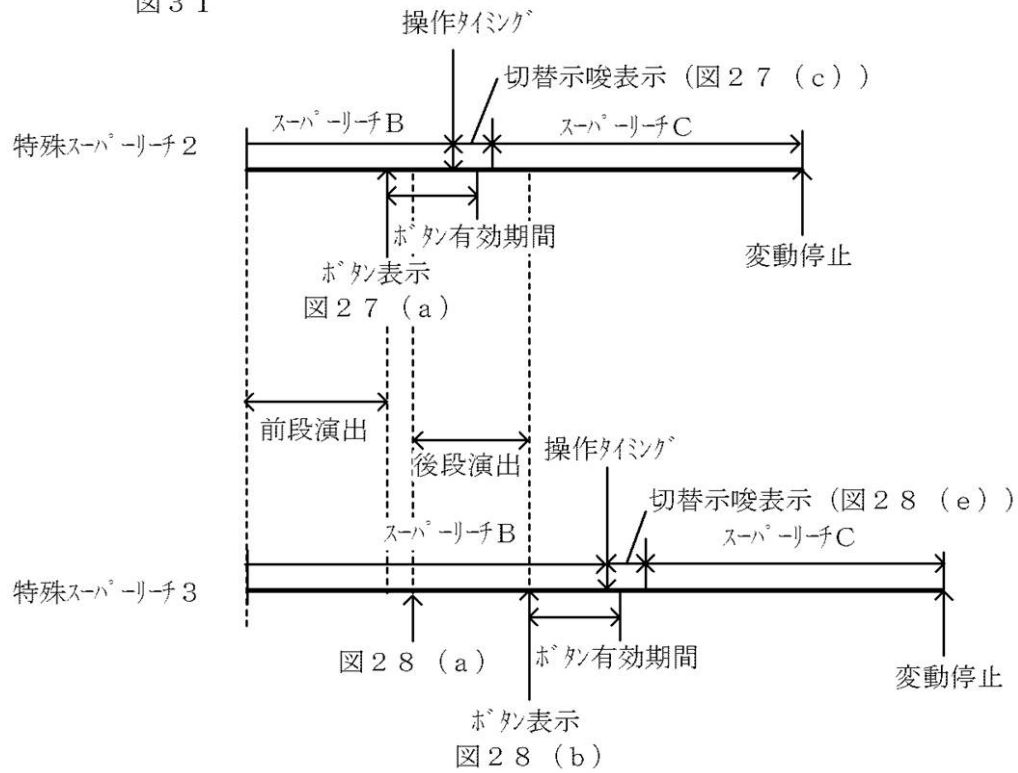 図31
操作タイミング
切替示唆表示(図27(c))
スーパーリーチB
スーパーリーチC
特殊スーパーリーチ2
ボタン有効期間
変動停止
ボタン表示
図27(a)
前段演出
後段演出
操作タイミング
切替示唆表示(図28(e))
スーパーリーチB
スーパーリーチC
特殊スーパーリーチ3
図28(a)
ボタン有効期間
変動停止
ボタン表示
図28(b)